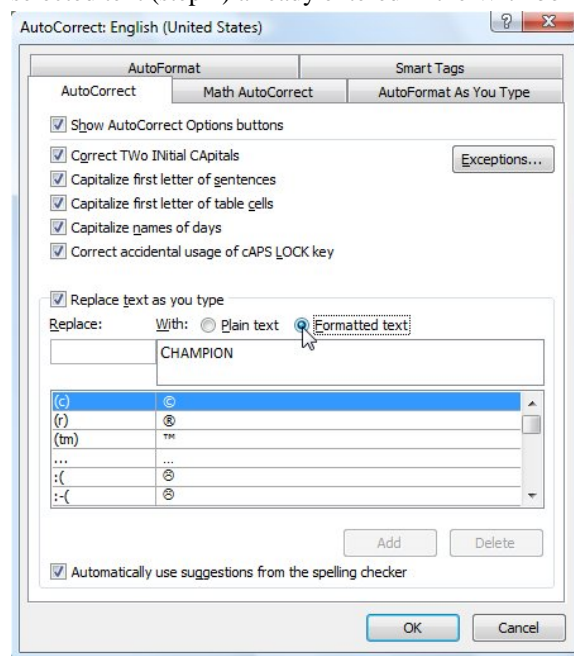 AutoCorrect: English (United States)
AutoFormat Smart Tags
AutoCorrect Math AutoCorrect AutoFormat As You Type
Show AutoCorrect Options buttons
Correct TWo INitial CApitals Exceptions...
Capitalize first letter of sentences
Capitalize first letter of table cells
Capitalize names of days
Correct accidental usage of cAPS LOCK key
Replace text as you type
Replace: With: Plain text Formatted text
CHAMPION
(c) ©
(r) ®
(tm) ™
... ...
:( ☹
:-( ☹
Add Delete
Automatically use suggestions from the spelling checker
OK Cancel